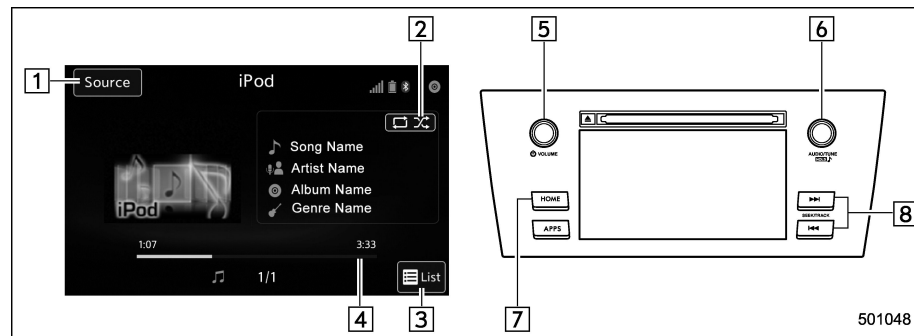 1
2
3
4
5
6
7
8
Source
iPod
Song Name
Artist Name
Album Name
Genre Name
iPod
1:07
3:33
1/1
List
VOLUME
AUDIO/TUNE
HOLD
HOME
APPS
SEEK/TRACK
501048